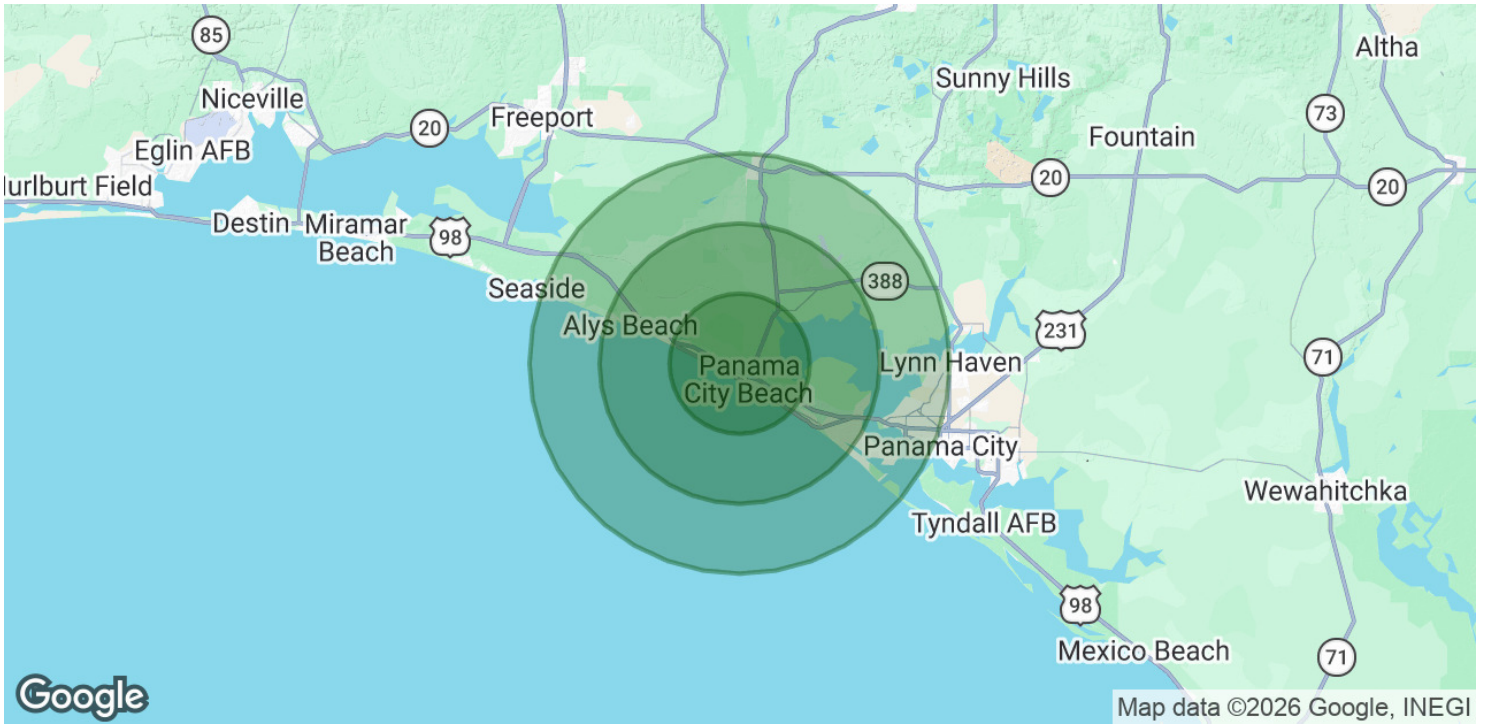 85
Altha
Sunny Hills
Niceville
73
Freeport
20
Fountain
Eglin AFB
20
20
Hurlburt Field
Destin
Miramar
Beach
98
388
Seaside
Alys Beach
231
71
Lynn Haven
Panama
City Beach
Panama City
Wewahitchka
Tyndall AFB
98
Mexico Beach
71
Google
Map data ©2026 Google, INEGI